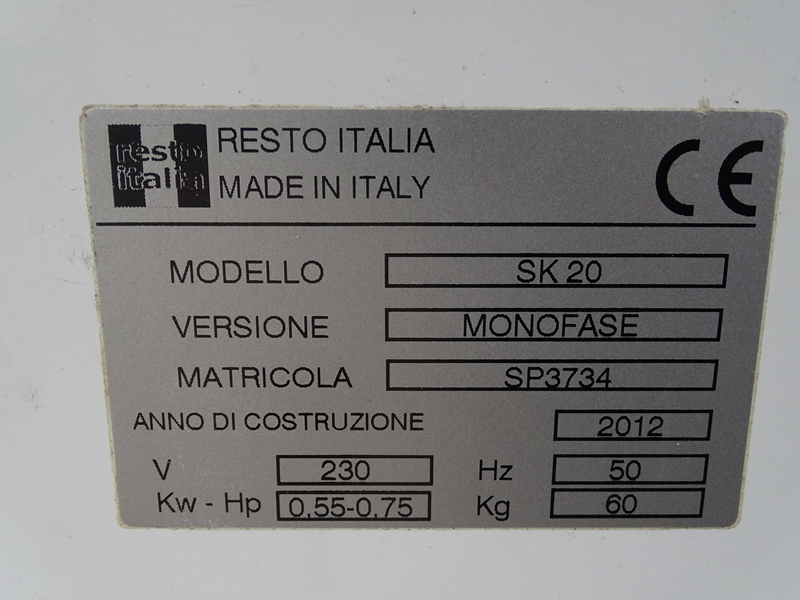 resto italia
RESTO ITALIA
MADE IN ITALY
CE
MODELLO SK 20
VERSIONE MONOFASE
MATRICOLA SP3734
ANNO DI COSTRUZIONE 2012
V 230 Hz 50
Kw - Hp 0,55-0,75 Kg 60